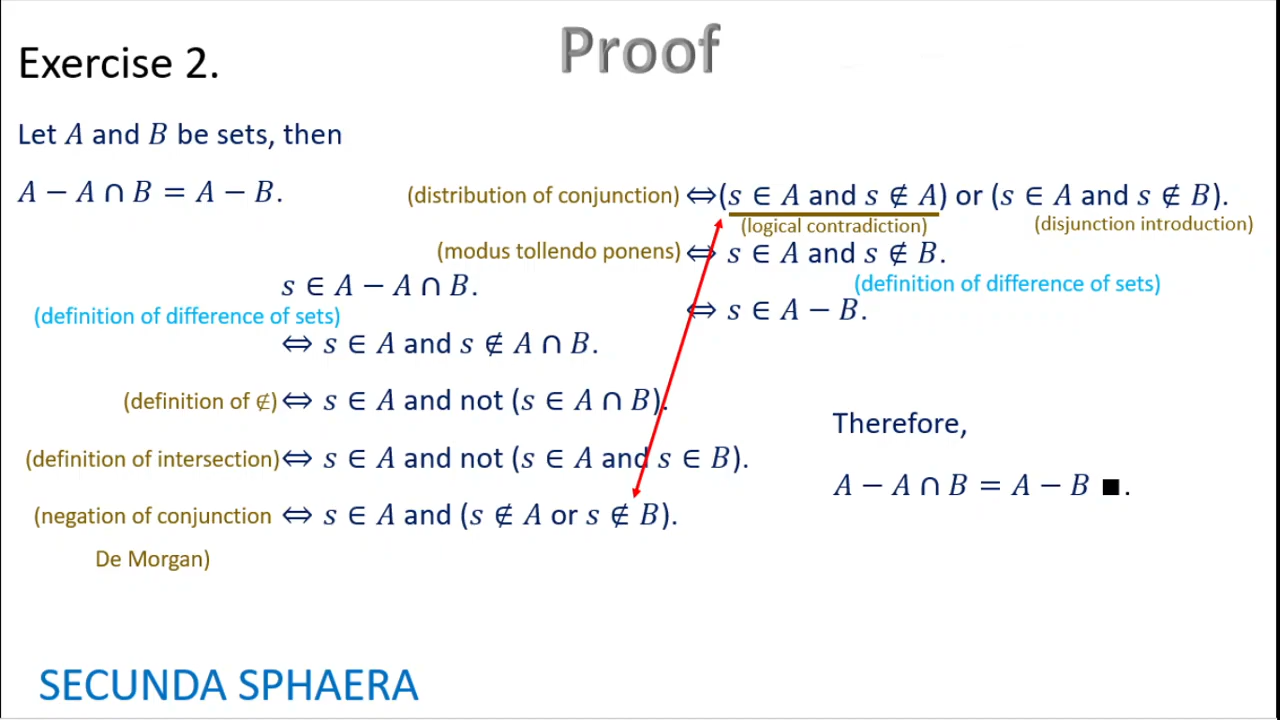 Proof
Exercise 2.
Let A and B be sets, then
A − A ∩ B = A − B.
s ∈ A − A ∩ B.
(definition of difference of sets)
⇔ s ∈ A and s ∉ A ∩ B.
(definition of ∉) ⇔ s ∈ A and not (s ∈ A ∩ B).
(definition of intersection) ⇔ s ∈ A and not (s ∈ A and s ∈ B).
(negation of conjunction ⇔ s ∈ A and (s ∉ A or s ∉ B).
De Morgan)
(distribution of conjunction) ⇔ (s ∈ A and s ∉ A) or (s ∈ A and s ∉ B).
(logical contradiction) (disjunction introduction)
(modus tollendo ponens) ⇔ s ∈ A and s ∉ B.
(definition of difference of sets)
⇔ s ∈ A − B.
Therefore,
A − A ∩ B = A − B ■.
SECUNDA SPHAERA